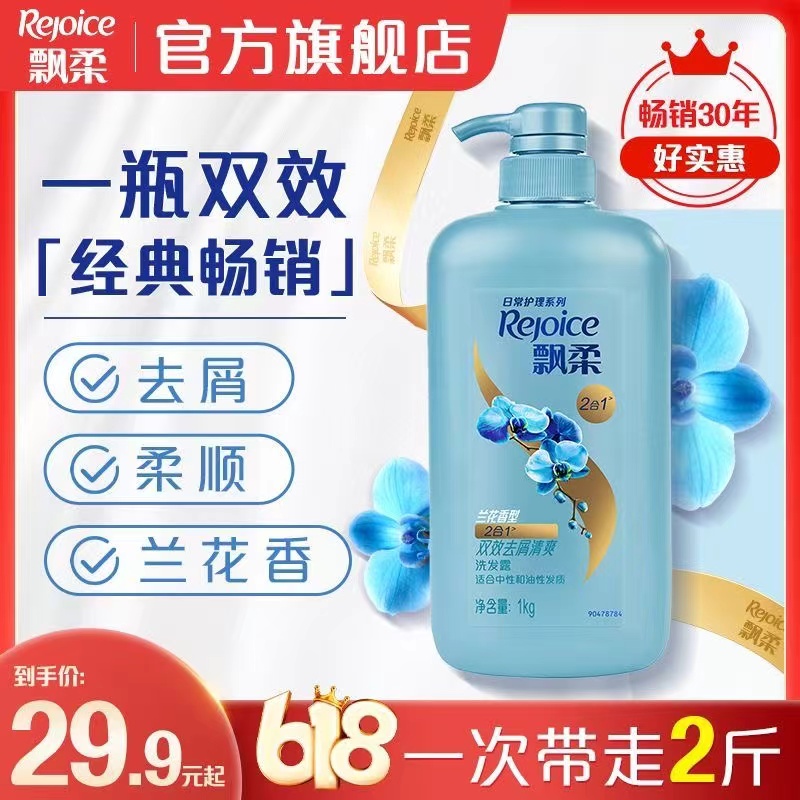 Rejoice
飘柔
官方旗舰店
畅销30年
好实惠
一瓶双效
「经典畅销」
去屑
柔顺
兰花香
Rejoice
飘柔
日常护理系列
Rejoice
飘柔
2合1
兰花香型
2合1
双效去屑清爽
洗发露
适合中性和油性发质
净含量：1kg
90478784
Rejoice
飘柔
到手价:
29.9元起
618
一次带走2斤